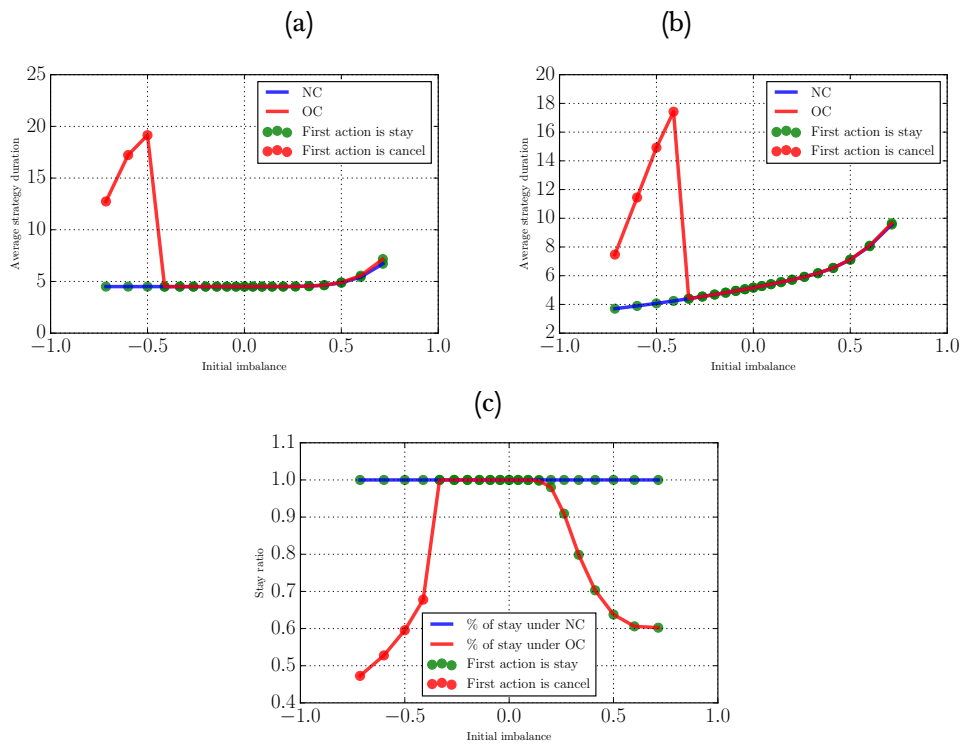 (a)
25
20
15
10
5
0
Average strategy duration
NC
OC
First action is stay
First action is cancel
−1.0
−0.5
0.0
0.5
1.0
Initial imbalance
(b)
20
18
16
14
12
10
8
6
4
2
Average strategy duration
NC
OC
First action is stay
First action is cancel
−1.0
−0.5
0.0
0.5
1.0
Initial imbalance
(c)
1.1
1.0
0.9
0.8
0.7
0.6
0.5
0.4
Stay ratio
% of stay under NC
% of stay under OC
First action is stay
First action is cancel
−1.0
−0.5
0.0
0.5
1.0
Initial imbalance